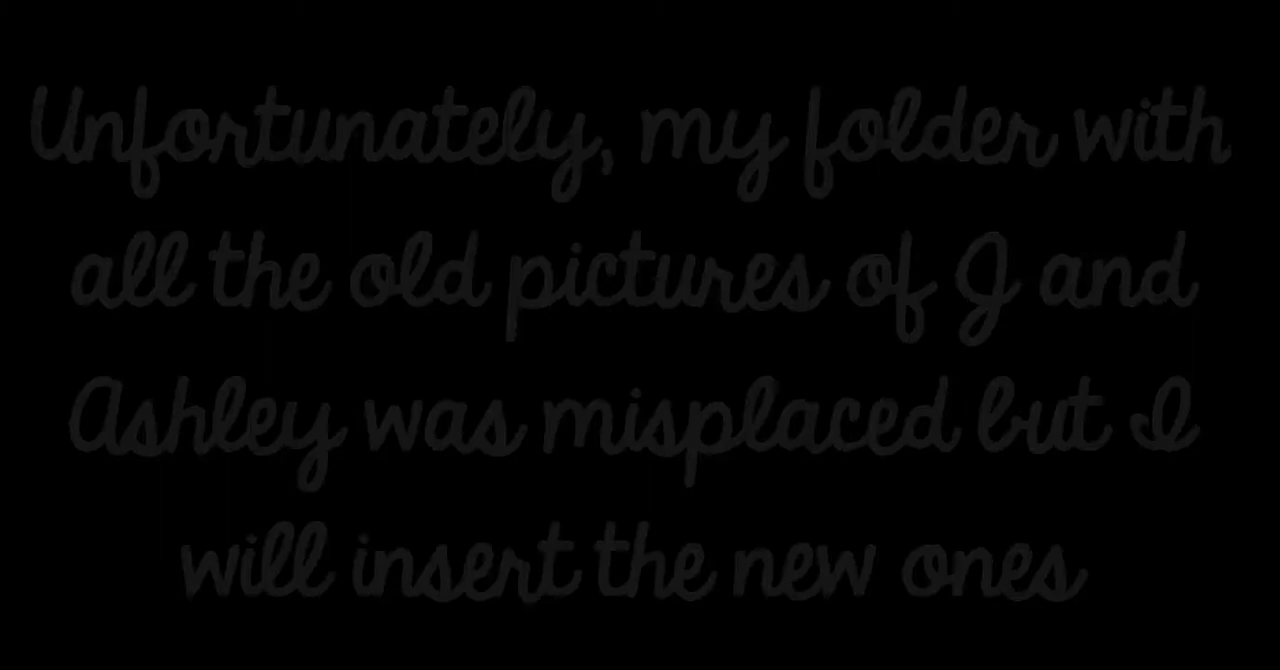 Unfortunately, my folder with
all the old pictures of J and
Ashley was misplaced but I
will insert the new ones